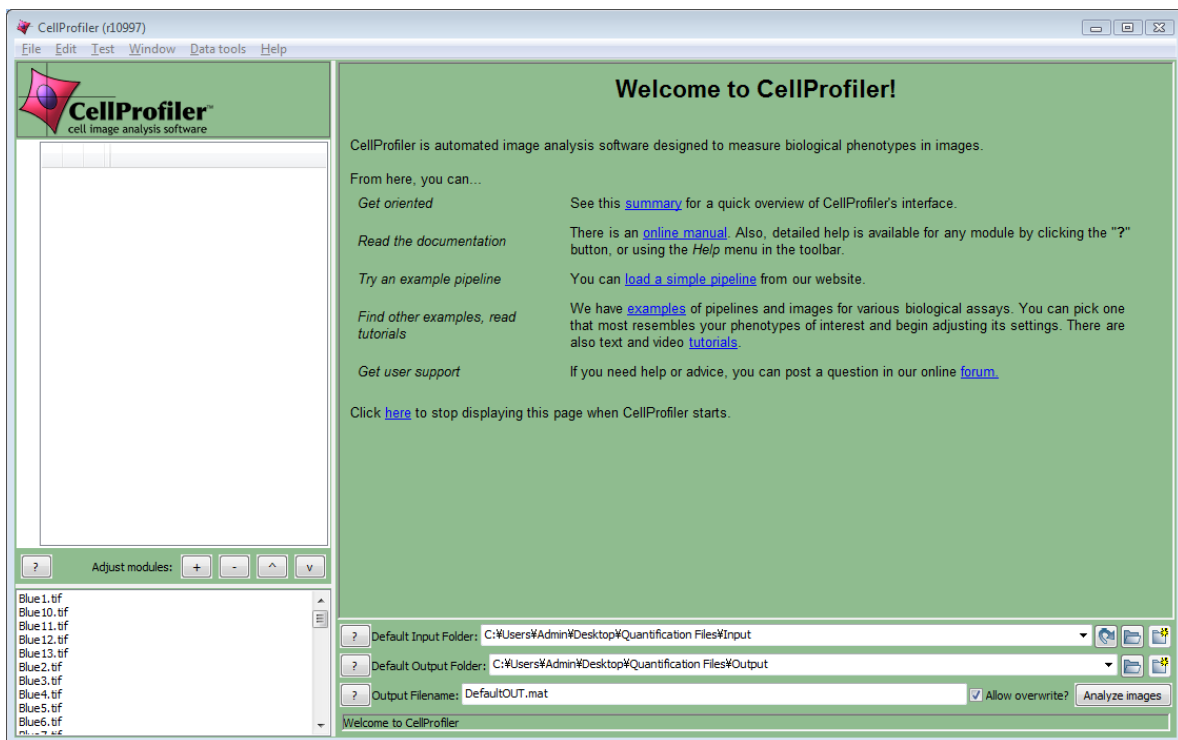 CellProfiler (r10997)
File Edit Test Window Data tools Help
CellProfiler™
cell image analysis software
Welcome to CellProfiler!
CellProfiler is automated image analysis software designed to measure biological phenotypes in images.
From here, you can...
Get oriented
See this summary for a quick overview of CellProfiler's interface.
Read the documentation
There is an online manual. Also, detailed help is available for any module by clicking the "?"
button, or using the Help menu in the toolbar.
Try an example pipeline
You can load a simple pipeline from our website.
Find other examples, read
tutorials
We have examples of pipelines and images for various biological assays. You can pick one
that most resembles your phenotypes of interest and begin adjusting its settings. There are
also text and video tutorials.
Get user support
If you need help or advice, you can post a question in our online forum.
Click here to stop displaying this page when CellProfiler starts.
? Adjust modules: + - ^ v
Blue1.tif
Blue10.tif
Blue11.tif
Blue12.tif
Blue13.tif
Blue2.tif
Blue3.tif
Blue4.tif
Blue5.tif
Blue6.tif
Blue7.tif
? Default Input Folder: C:¥Users¥Admin¥Desktop¥Quantification Files¥Input
? Default Output Folder: C:¥Users¥Admin¥Desktop¥Quantification Files¥Output
? Output Filename: DefaultOUT.mat Allow overwrite? Analyze images
Welcome to CellProfiler